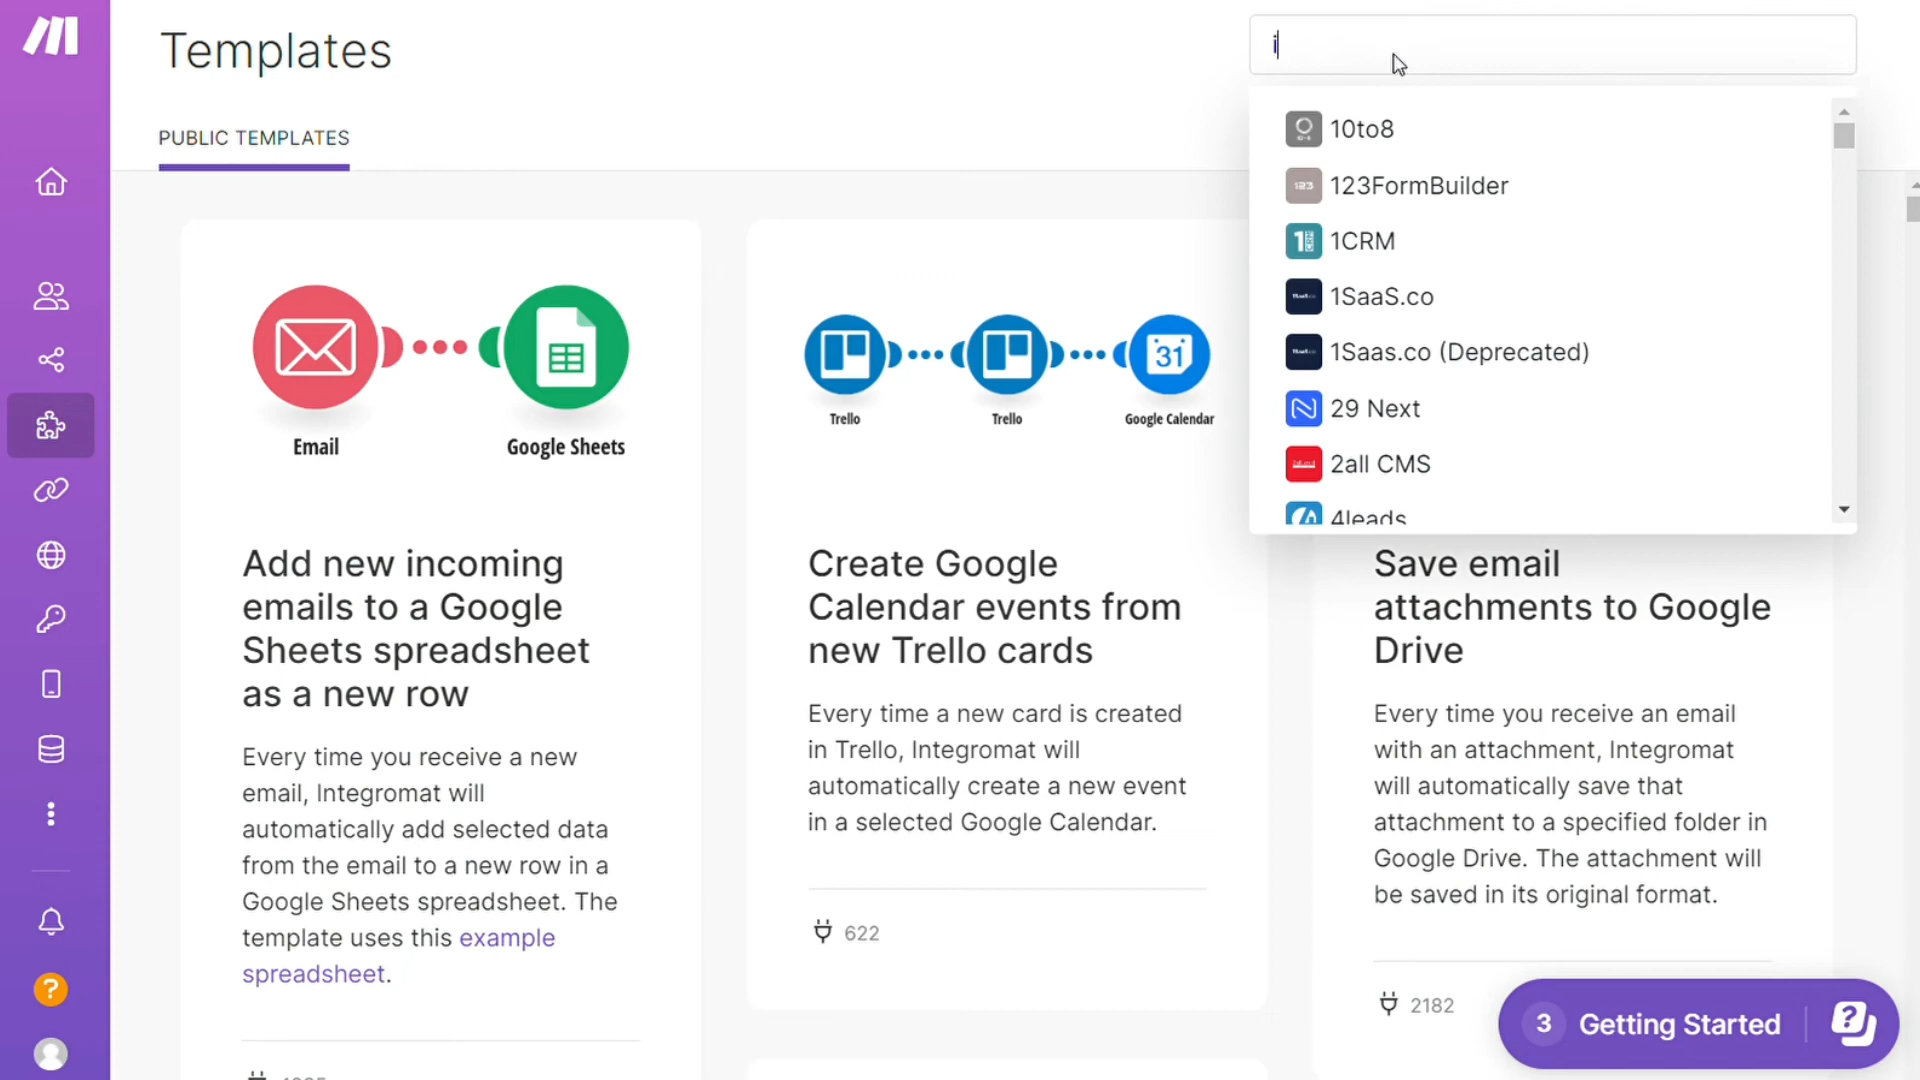 Templates
i
PUBLIC TEMPLATES
10to8
123 123FormBuilder
1CRM
1SaaS.co
1Saas.co (Deprecated)
29 Next
2all CMS
4leads
Email
Google Sheets
Trello
Trello
31
Google Calendar
Add new incoming
emails to a Google
Sheets spreadsheet
as a new row
Every time you receive a new
email, Integromat will
automatically add selected data
from the email to a new row in a
Google Sheets spreadsheet. The
template uses this example
spreadsheet.
Create Google
Calendar events from
new Trello cards
Every time a new card is created
in Trello, Integromat will
automatically create a new event
in a selected Google Calendar.
622
Save email
attachments to Google
Drive
Every time you receive an email
with an attachment, Integromat
will automatically save that
attachment to a specified folder in
Google Drive. The attachment will
be saved in its original format.
2182
3 Getting Started